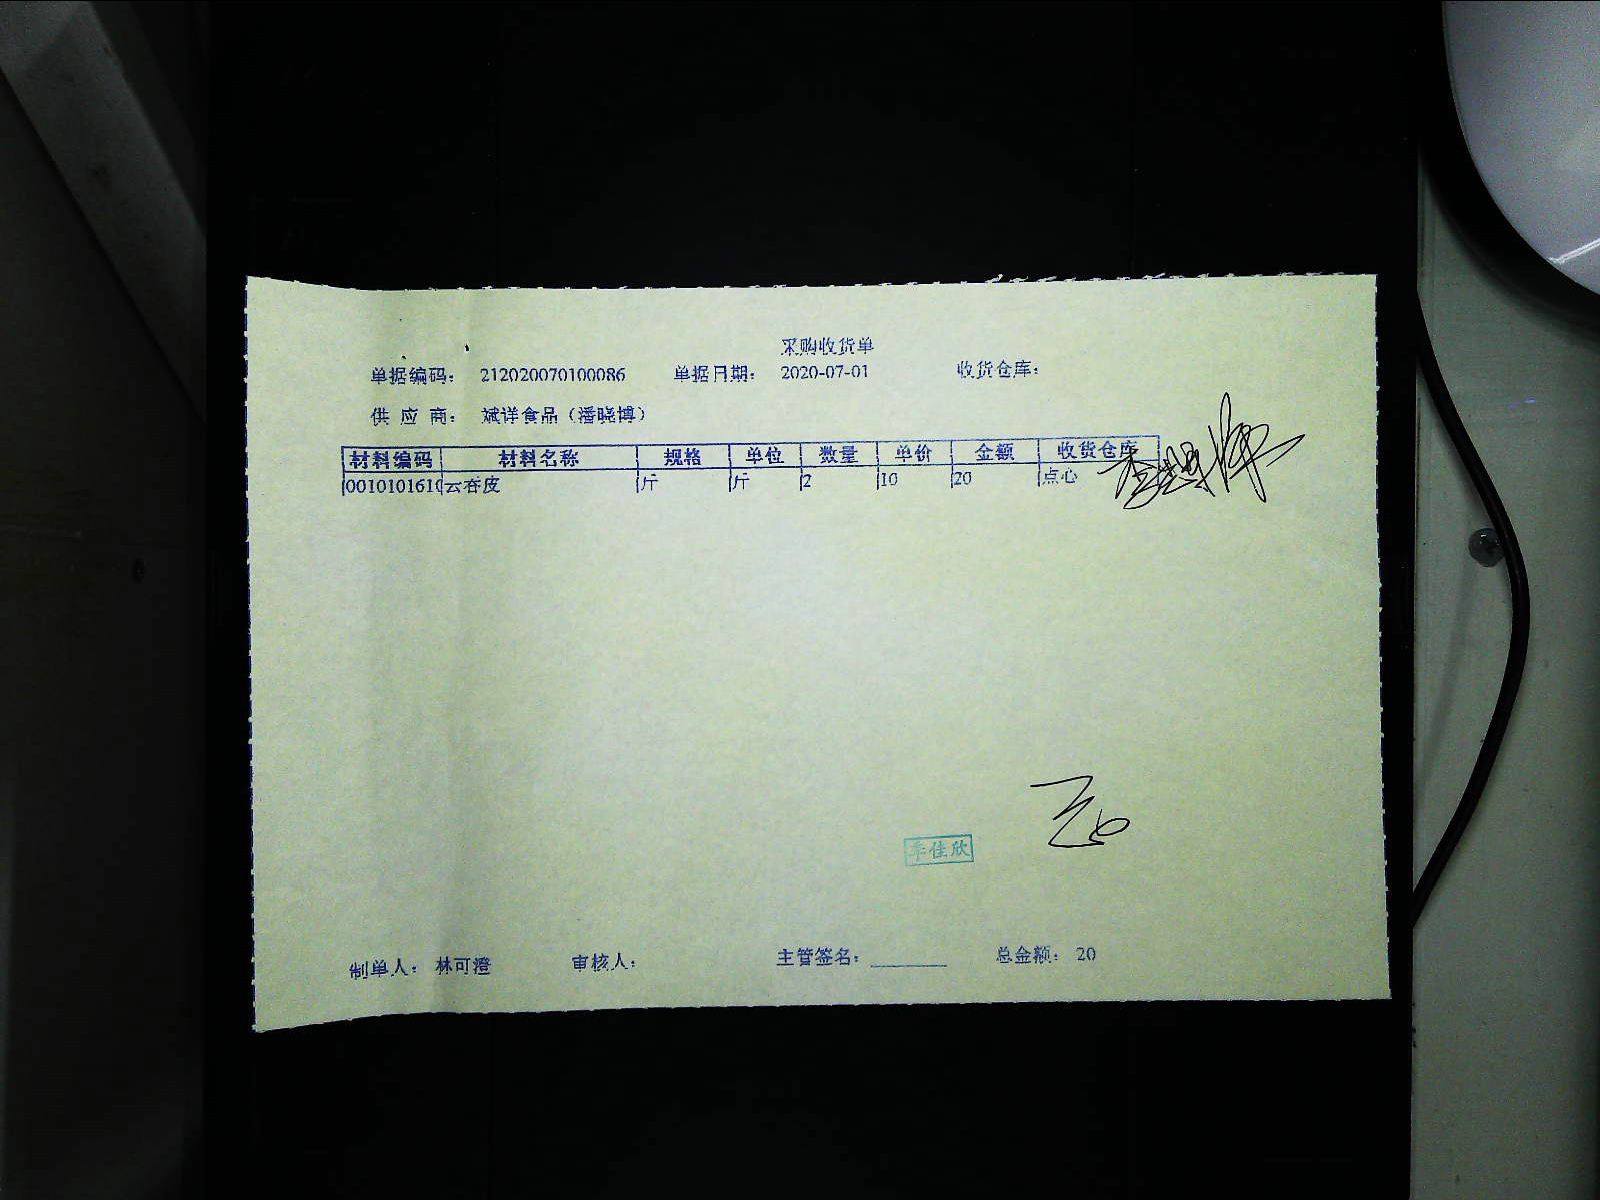 采购收货单
单据编码： 212020070100086 单据日期： 2020-07-01 收货仓库：
供 应 商： 斌详食品（潘晓博）
材料编码 材料名称 规格 单位 数量 单价 金额 收货仓库
0010101610 云吞皮 斤 斤 2 10 20 点心
佳欣
制单人： 林可澄 审核人： 主管签名：________ 总金额： 20